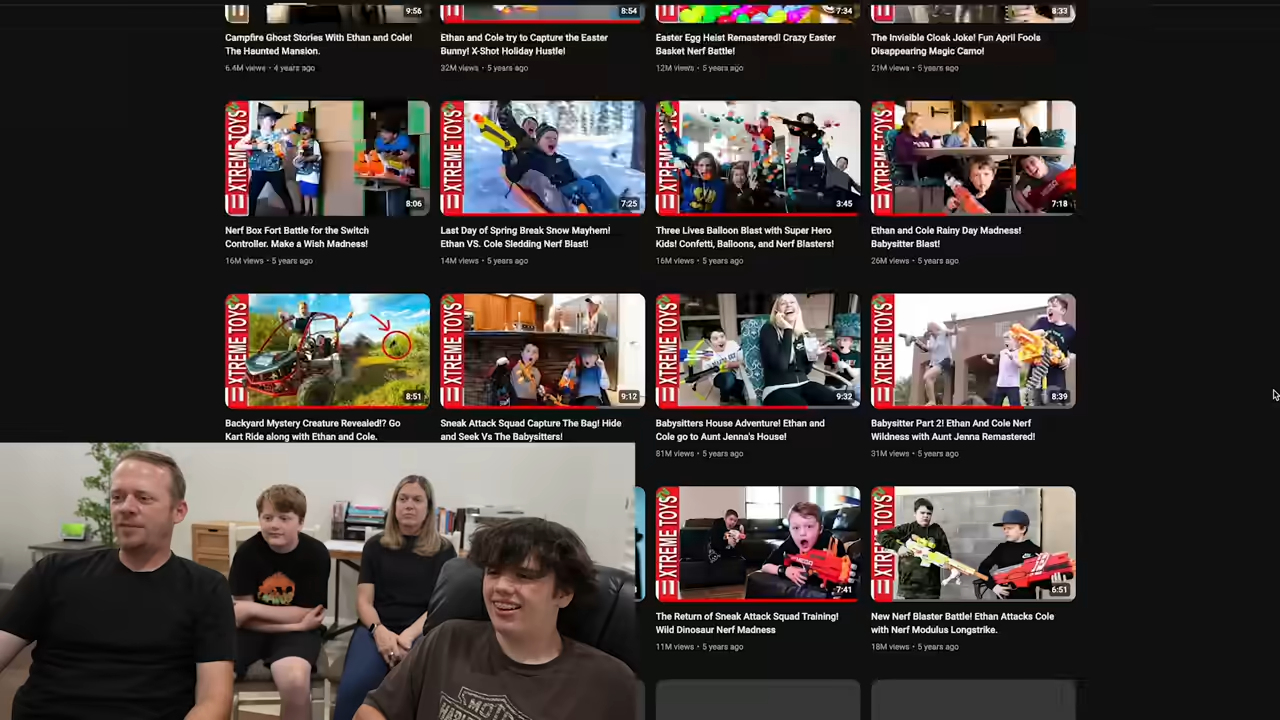 9:56
8:54
7:34
8:33
Campfire Ghost Stories With Ethan and Cole!
The Haunted Mansion.
6.4M views • 4 years ago
Ethan and Cole try to Capture the Easter
Bunny! X-Shot Holiday Hustle!
32M views • 5 years ago
Easter Egg Heist Remastered! Crazy Easter
Basket Nerf Battle!
12M views • 5 years ago
The Invisible Cloak Joke! Fun April Fools
Disappearing Magic Camo!
21M views • 5 years ago
EXTREME TOYS
8:06
EXTREME TOYS
7:25
EXTREME TOYS
3:45
EXTREME TOYS
7:18
Nerf Box Fort Battle for the Switch
Controller. Make a Wish Madness!
16M views • 5 years ago
Last Day of Spring Break Snow Mayhem!
Ethan VS. Cole Sledding Nerf Blast!
14M views • 5 years ago
Three Lives Balloon Blast with Super Hero
Kids! Confetti, Balloons, and Nerf Blasters!
16M views • 5 years ago
Ethan and Cole Rainy Day Madness!
Babysitter Blast!
26M views • 5 years ago
EXTREME TOYS
8:51
EXTREME TOYS
9:12
EXTREME TOYS
9:32
EXTREME TOYS
8:39
Backyard Mystery Creature Revealed!? Go
Kart Ride along with Ethan and Cole.
Sneak Attack Squad Capture The Bag! Hide
and Seek Vs The Babysitters!
Babysitters House Adventure! Ethan and
Cole go to Aunt Jenna's House!
81M views • 5 years ago
Babysitter Part 2! Ethan And Cole Nerf
Wildness with Aunt Jenna Remastered!
31M views • 5 years ago
EXTREME TOYS
7:41
EXTREME TOYS
6:51
The Return of Sneak Attack Squad Training!
Wild Dinosaur Nerf Madness
11M views • 5 years ago
New Nerf Blaster Battle! Ethan Attacks Cole
with Nerf Modulus Longstrike.
18M views • 5 years ago